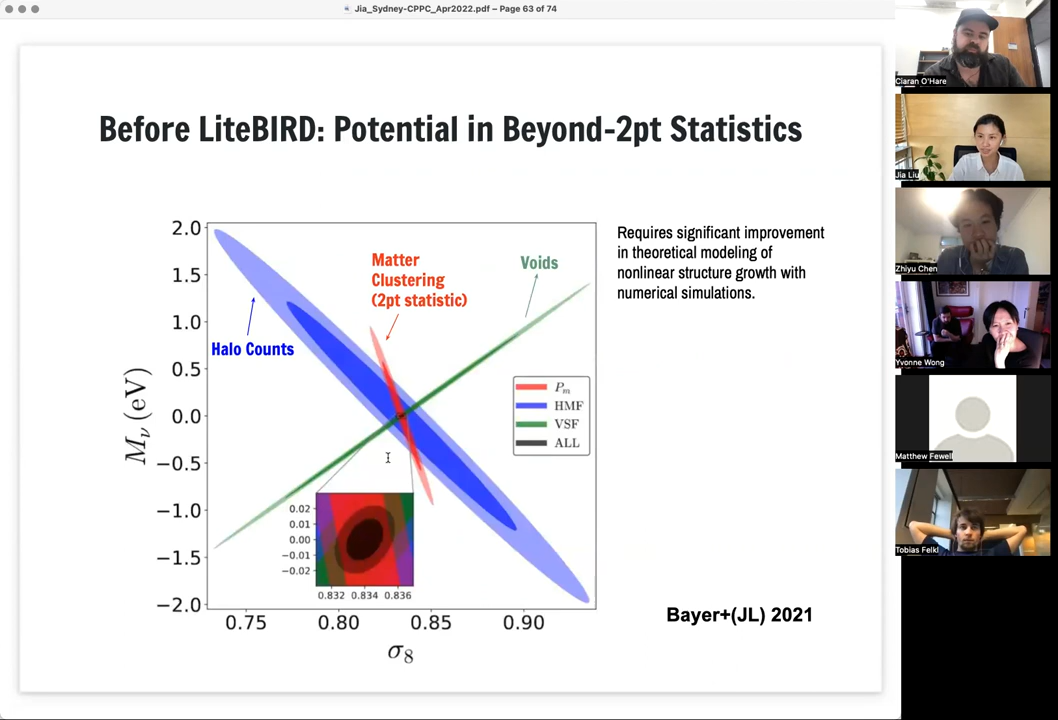 Jia_Sydney-CPPC_Apr2022.pdf – Page 63 of 74
Before LiteBIRD: Potential in Beyond-2pt Statistics
Requires significant improvement
in theoretical modeling of
nonlinear structure growth with
numerical simulations.
Matter
Clustering
(2pt statistic)
Voids
Halo Counts
2.0
1.5
1.0
0.5
0.0
−0.5
−1.0
−1.5
−2.0
Mν (eV)
Pm
HMF
VSF
ALL
0.02
0.01
0.00
−0.01
−0.02
0.832 0.834 0.836
0.75 0.80 0.85 0.90
σ8
Bayer+(JL) 2021
Ciaran O'Hare
Jia Liu
Zhiyu Chen
Yvonne Wong
Matthew Fewell
Tobias Felkl